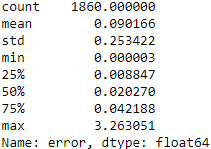 count    1860.000000
mean        0.090166
std         0.253422
min         0.000003
25%         0.008847
50%         0.020270
75%         0.042188
max         3.263051
Name: error, dtype: float64